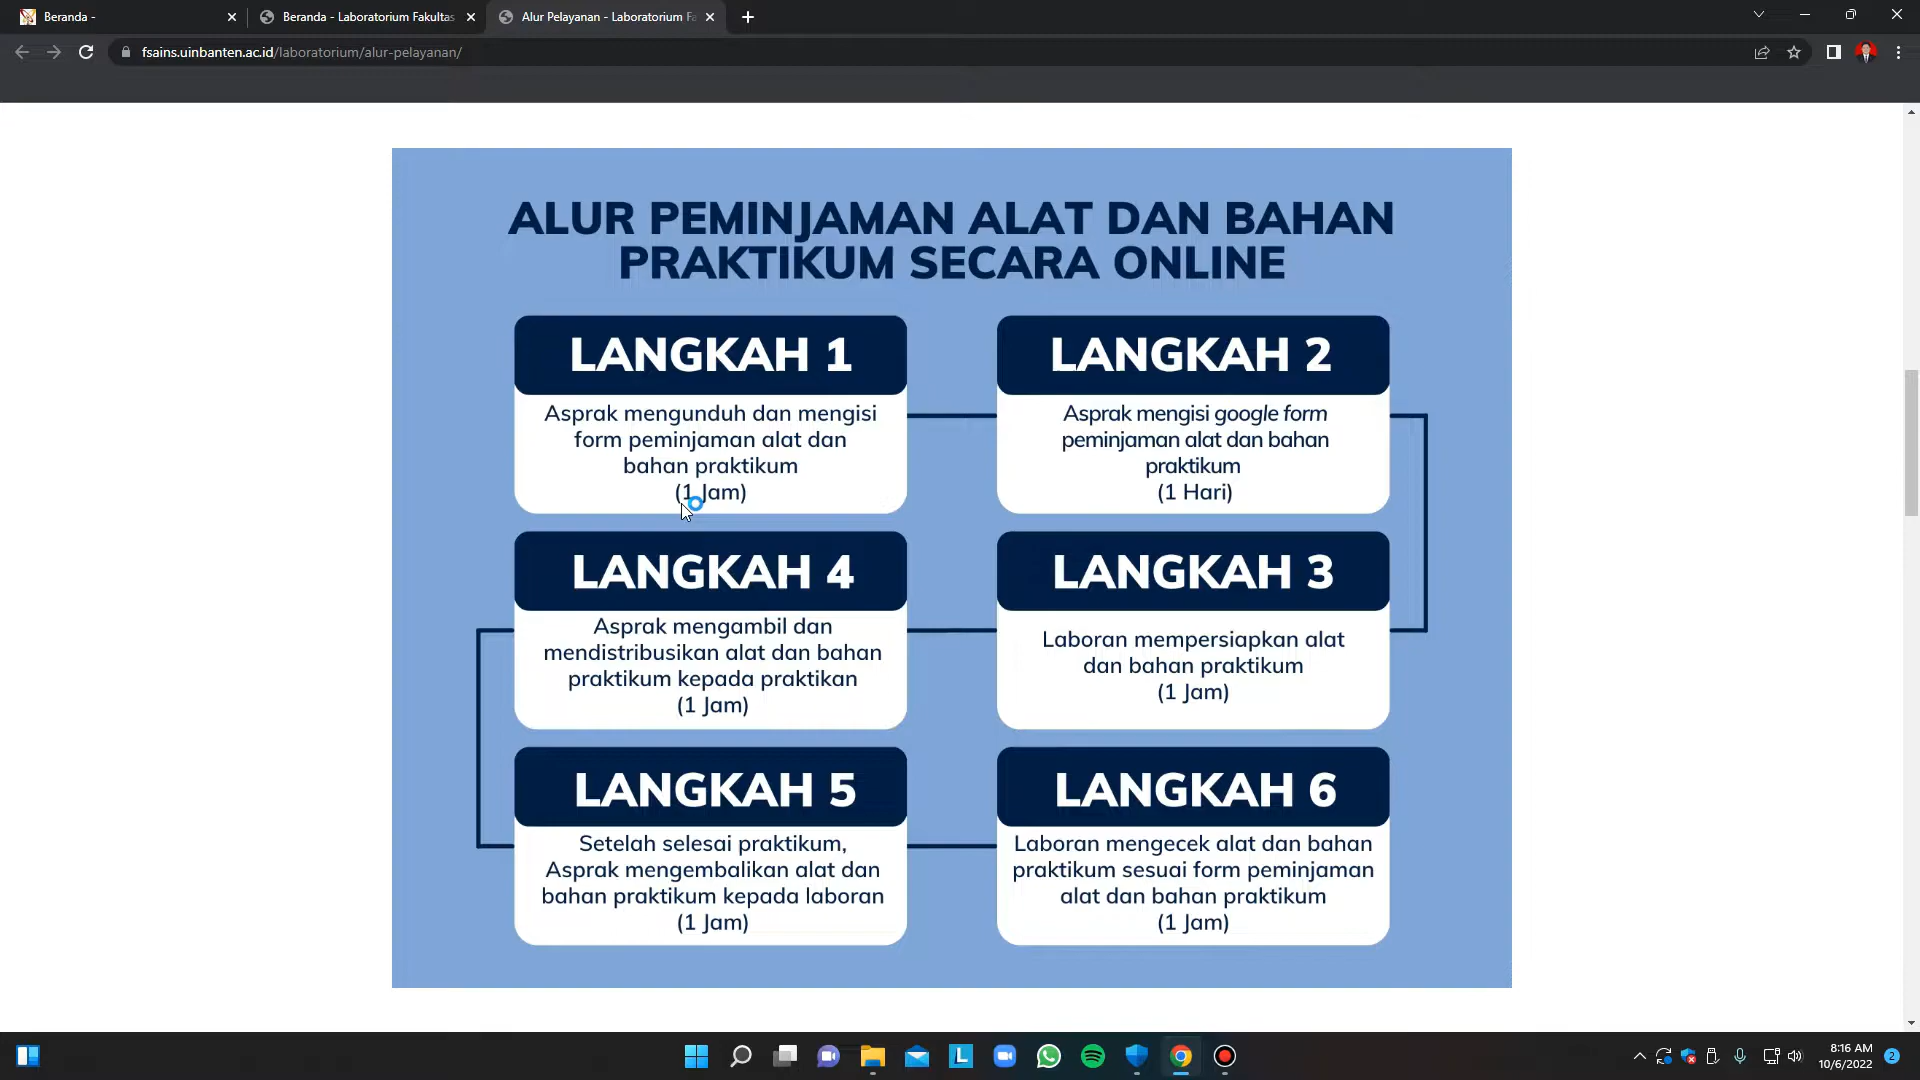 Beranda -
Beranda - Laboratorium Fakultas
Alur Pelayanan - Laboratorium Fa
fsains.uinbanten.ac.id/laboratorium/alur-pelayanan/
ALUR PEMINJAMAN ALAT DAN BAHAN
PRAKTIKUM SECARA ONLINE
LANGKAH 1
Asprak mengunduh dan mengisi
form peminjaman alat dan
bahan praktikum
(1 Jam)
LANGKAH 2
Asprak mengisi google form
peminjaman alat dan bahan
praktikum
(1 Hari)
LANGKAH 3
Laboran mempersiapkan alat
dan bahan praktikum
(1 Jam)
LANGKAH 4
Asprak mengambil dan
mendistribusikan alat dan bahan
praktikum kepada praktikan
(1 Jam)
LANGKAH 5
Setelah selesai praktikum,
Asprak mengembalikan alat dan
bahan praktikum kepada laboran
(1 Jam)
LANGKAH 6
Laboran mengecek alat dan bahan
praktikum sesuai form peminjaman
alat dan bahan praktikum
(1 Jam)
L
8:16 AM
10/6/2022
2